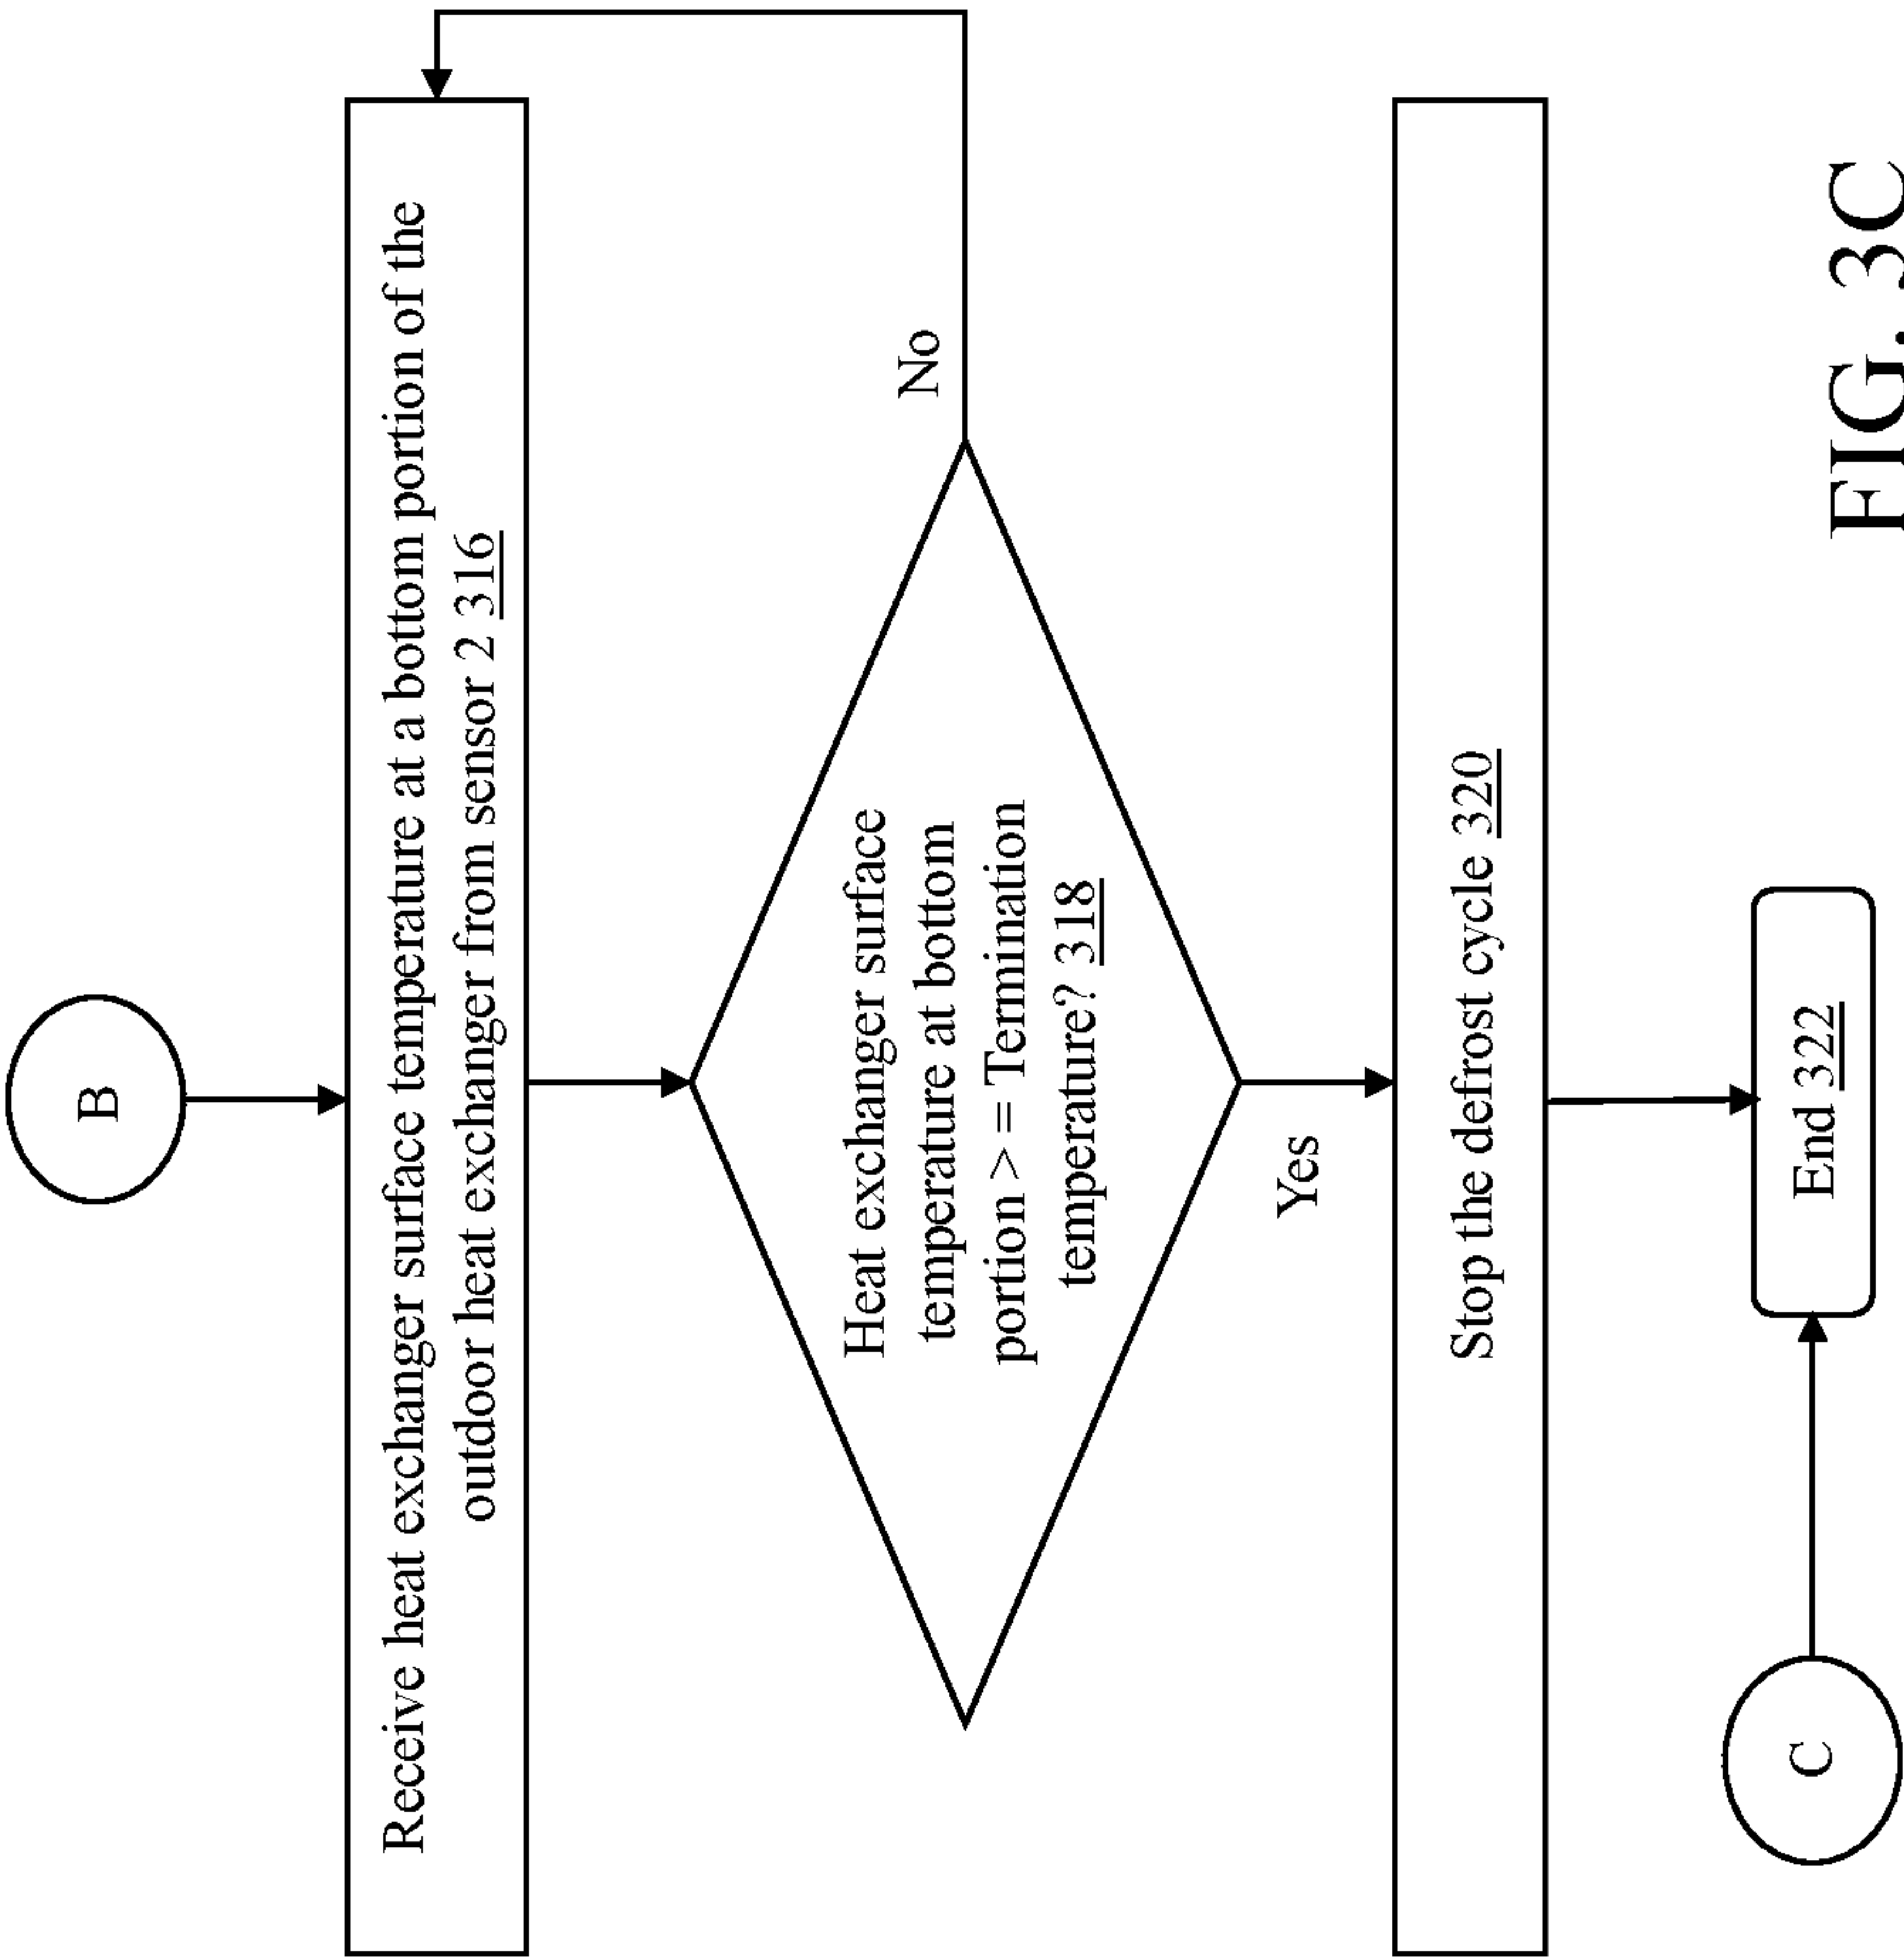 B
Receive heat exchanger surface temperature at a bottom portion of the
outdoor heat exchanger from sensor 2 316
Heat exchanger surface
temperature at bottom
portion >= Termination
temperature? 318
No
Yes
Stop the defrost cycle 320
End 322
C
FIG. 3C